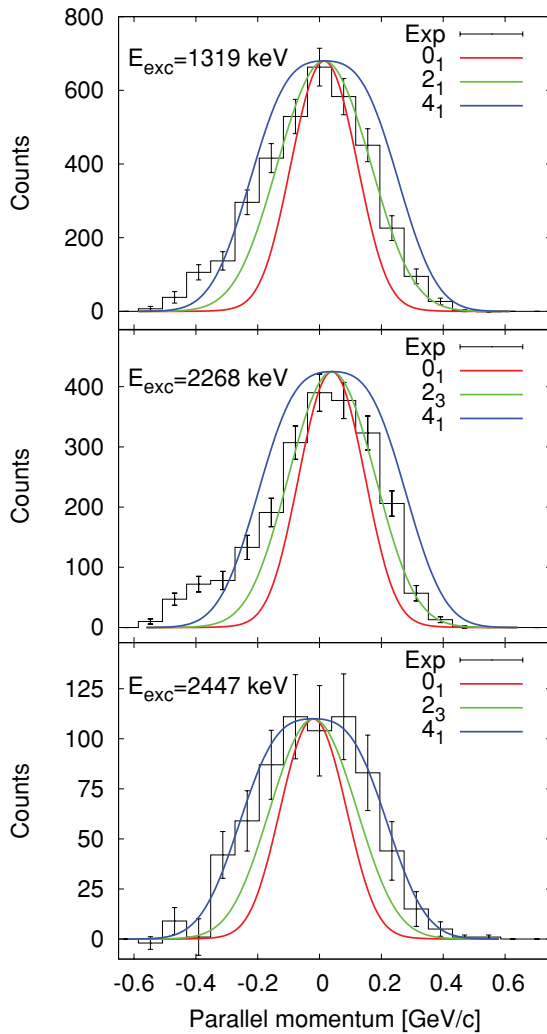 800
600
400
200
0
Counts
E_exc=1319 keV
Exp
0_1
2_1
4_1
400
300
200
100
0
Counts
E_exc=2268 keV
Exp
0_1
2_3
4_1
125
100
75
50
25
0
Counts
E_exc=2447 keV
Exp
0_1
2_3
4_1
-0.6 -0.4 -0.2 0 0.2 0.4 0.6
Parallel momentum [GeV/c]